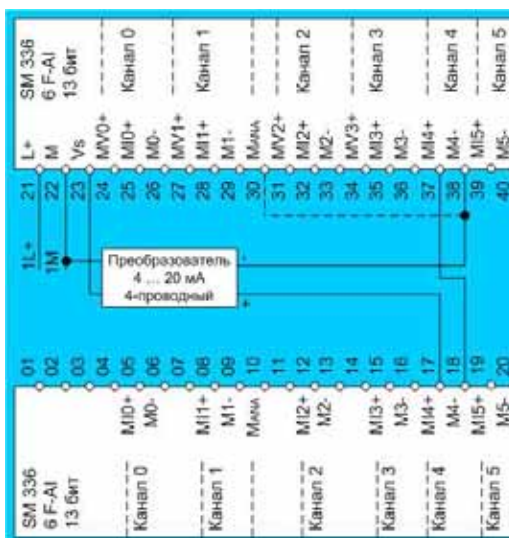 SM 336
6 F-AI
13 бит
L+
M
Vs
MV0+
MI0+
M0-
MV1+
MI1+
M1-
MANA
MV2+
MI2+
M2-
MV3+
MI3+
M3-
MI4+
M4-
MI5+
M5-
Канал 0
Канал 1
Канал 2
Канал 3
Канал 4
Канал 5
21
22
23
24
25
26
27
28
29
30
31
32
33
34
35
36
37
38
39
40
1L+
1M
Преобразователь
4 ... 20 мА
4-проводный
-
+
01
02
03
04
05
06
07
08
09
10
11
12
13
14
15
16
17
18
19
20
MI0+
M0-
MI1+
M1-
MANA
MI2+
M2-
MI3+
M3-
MI4+
M4-
MI5+
M5-
SM 336
6 F-AI
13 бит
Канал 0
Канал 1
Канал 2
Канал 3
Канал 4
Канал 5